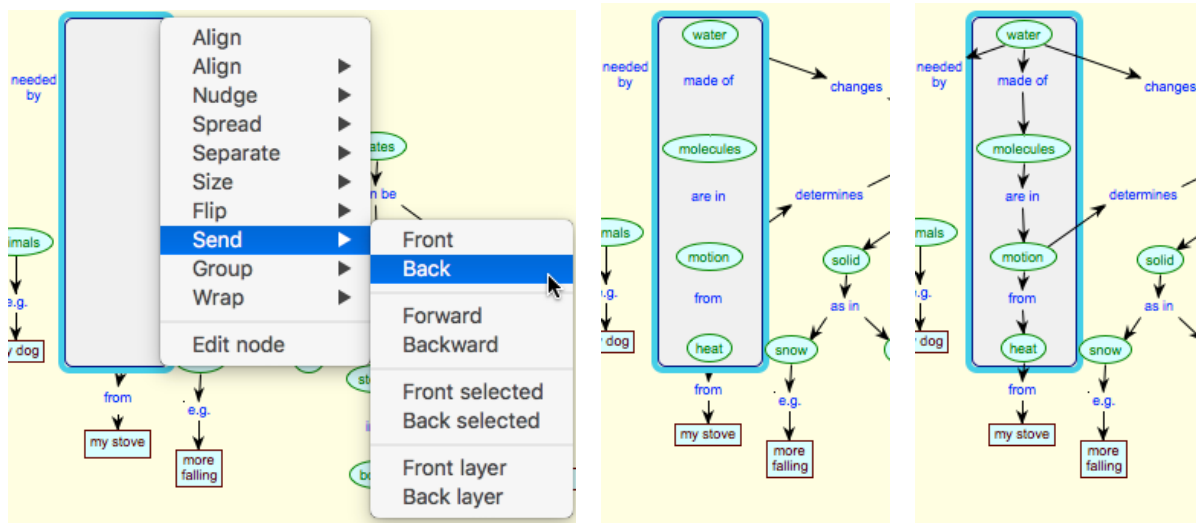 needed
by
Align
Align
Nudge
Spread
Separate
Size
Flip
Send
Group
Wrap
Edit node
Front
Back
Forward
Backward
Front selected
Back selected
Front layer
Back layer
e.g.
dog
from
my stove
e.g.
more
falling
water
needed
by
made of
changes
molecules
are in
determines
motion
solid
from
as in
heat
snow
dog
from
e.g.
my stove
more
falling
water
needed
by
made of
changes
molecules
are in
determines
motion
solid
from
as in
heat
snow
dog
from
e.g.
my stove
more
falling